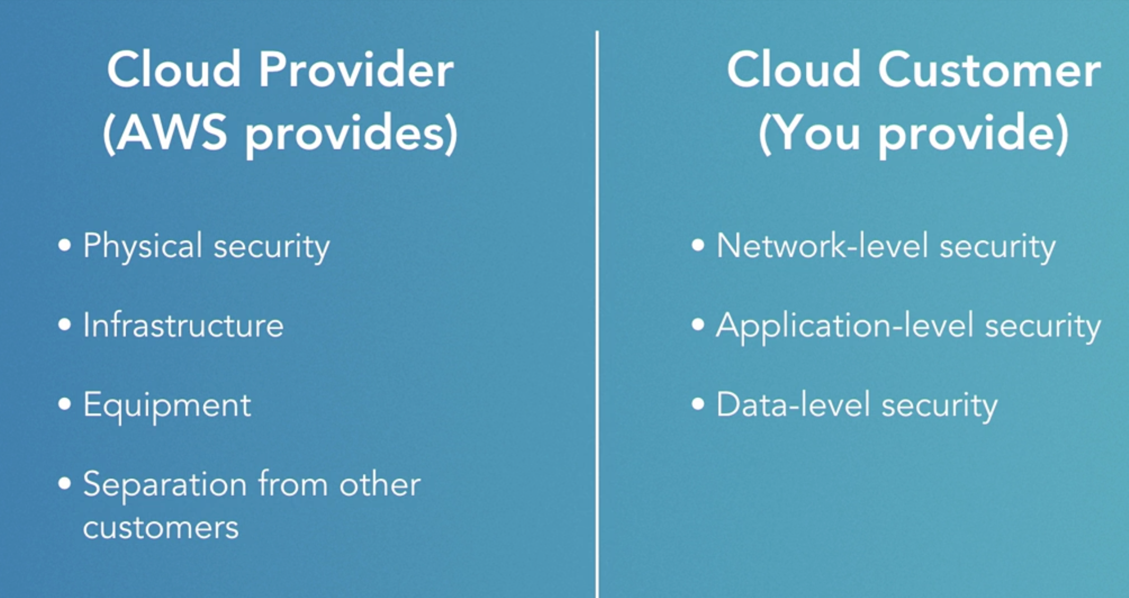 Cloud Provider
(AWS provides)
• Physical security
• Infrastructure
• Equipment
• Separation from other
customers
Cloud Customer
(You provide)
• Network-level security
• Application-level security
• Data-level security